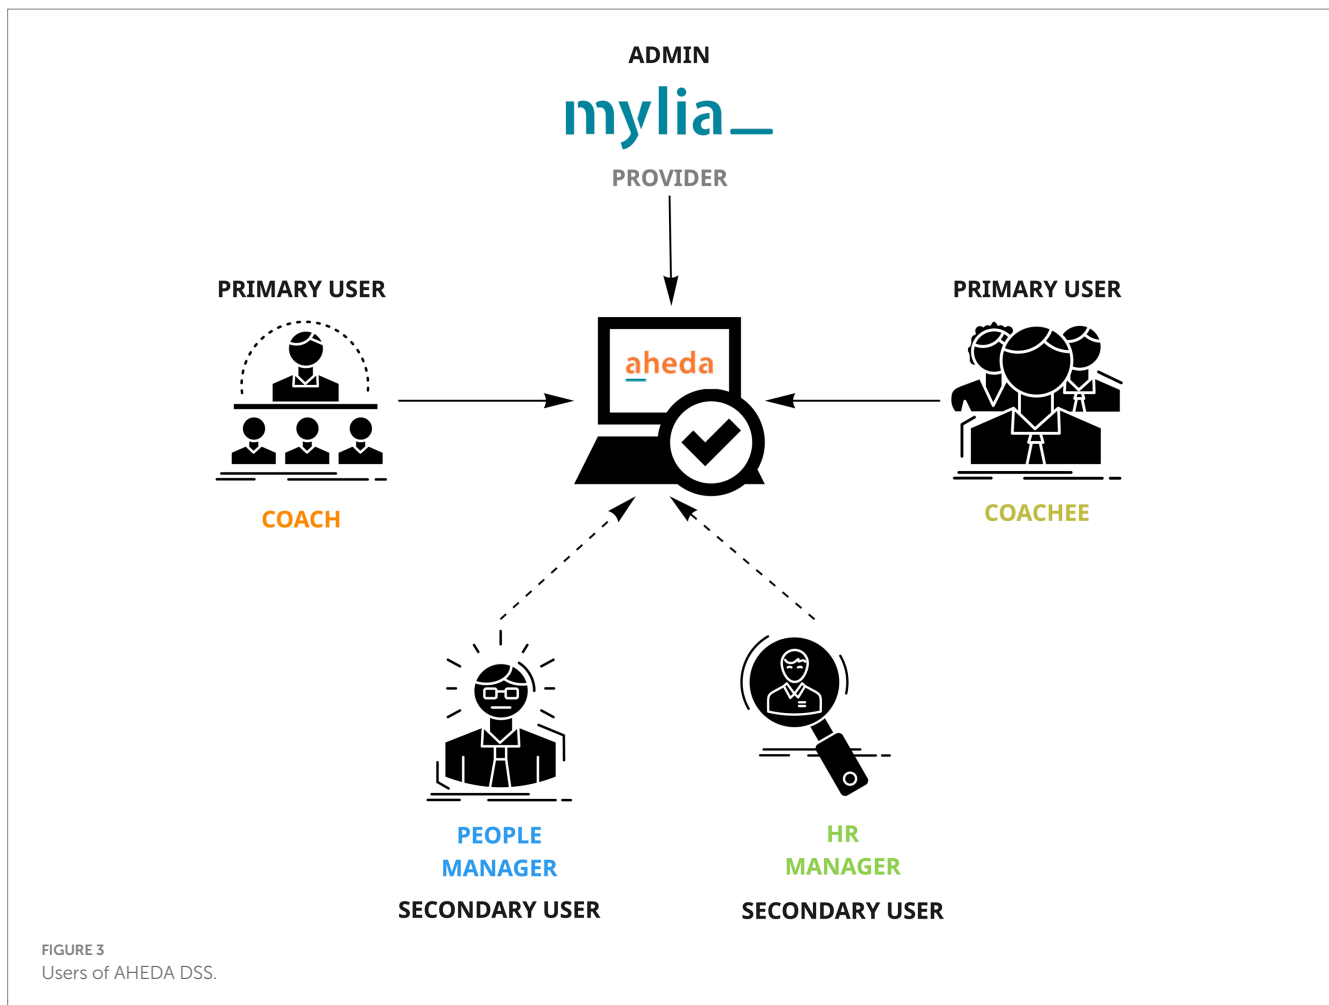 ADMIN
mylia_
PROVIDER
PRIMARY USER
PRIMARY USER
aheda
COACH
COACHEE
PEOPLE
MANAGER
SECONDARY USER
HR
MANAGER
SECONDARY USER
FIGURE 3
Users of AHEDA DSS.